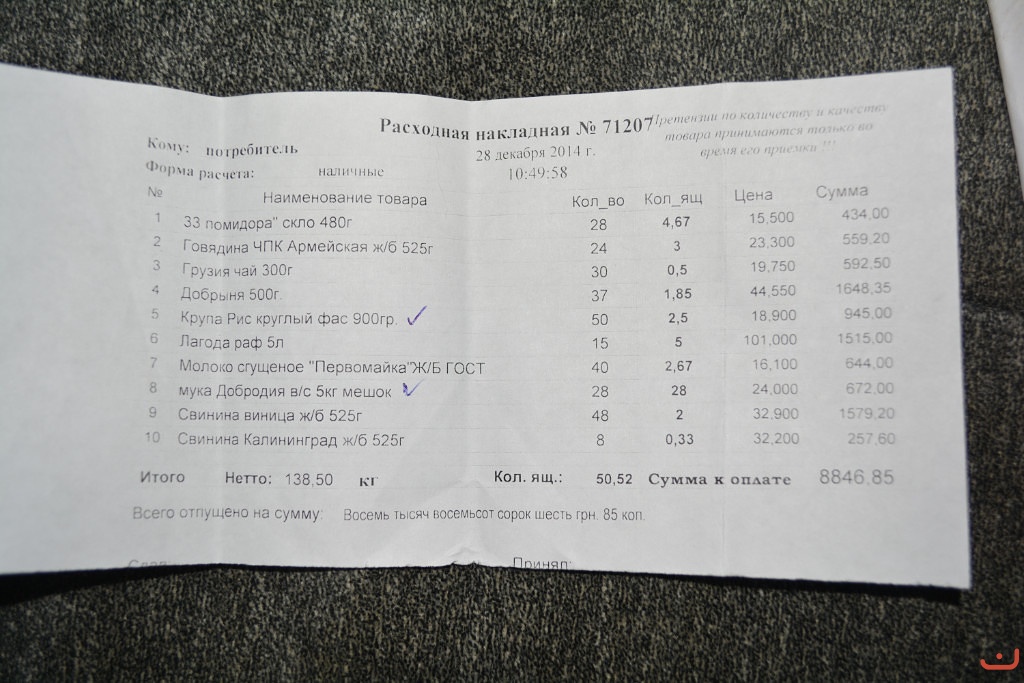 Расходная накладная № 71207
Претензии по количеству и качеству
товара принимаются только во
время его приемки !!!
Кому: потребитель
28 декабря 2014 г.
Форма расчета: наличные
10:49:58
№ Наименование товара Кол_во Кол_ящ Цена Сумма
1 33 помидора" скло 480г 28 4,67 15,500 434,00
2 Говядина ЧПК Армейская ж/б 525г 24 3 23,300 559,20
3 Грузия чай 300г 30 0,5 19,750 592,50
4 Добрыня 500г. 37 1,85 44,550 1648,35
5 Крупа Рис круглый фас 900гр. 50 2,5 18,900 945,00
6 Лагода раф 5л 15 5 101,000 1515,00
7 Молоко сгущеное "Первомайка"Ж/Б ГОСТ 40 2,67 16,100 644,00
8 мука Добродия в/с 5кг мешок 28 28 24,000 672,00
9 Свинина виница ж/б 525г 48 2 32,900 1579,20
10 Свинина Калининград ж/б 525г 8 0,33 32,200 257,60
Итого Нетто: 138,50 кг Кол. ящ.: 50,52 Сумма к оплате 8846,85
Всего отпущено на сумму: Восемь тысяч восемьсот сорок шесть грн. 85 коп.
Принял: